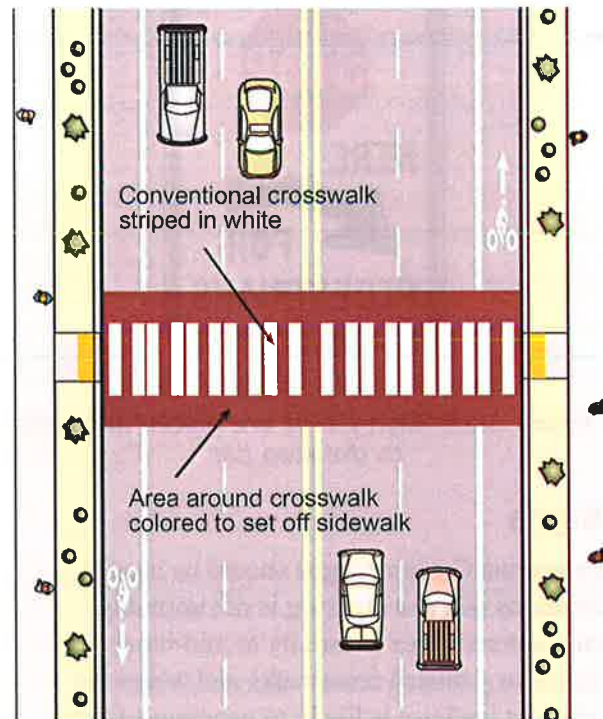 Conventional crosswalk
striped in white
Area around crosswalk
colored to set off sidewalk